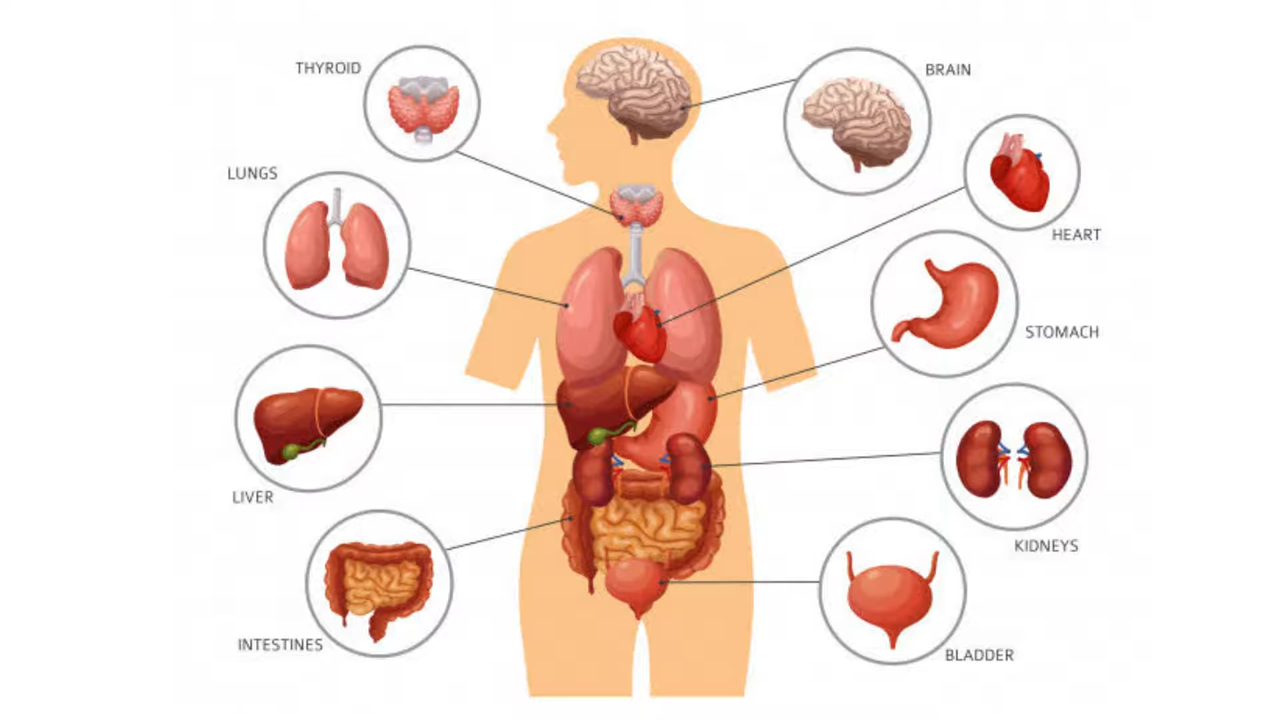 THYROID
BRAIN
LUNGS
HEART
STOMACH
LIVER
KIDNEYS
INTESTINES
BLADDER